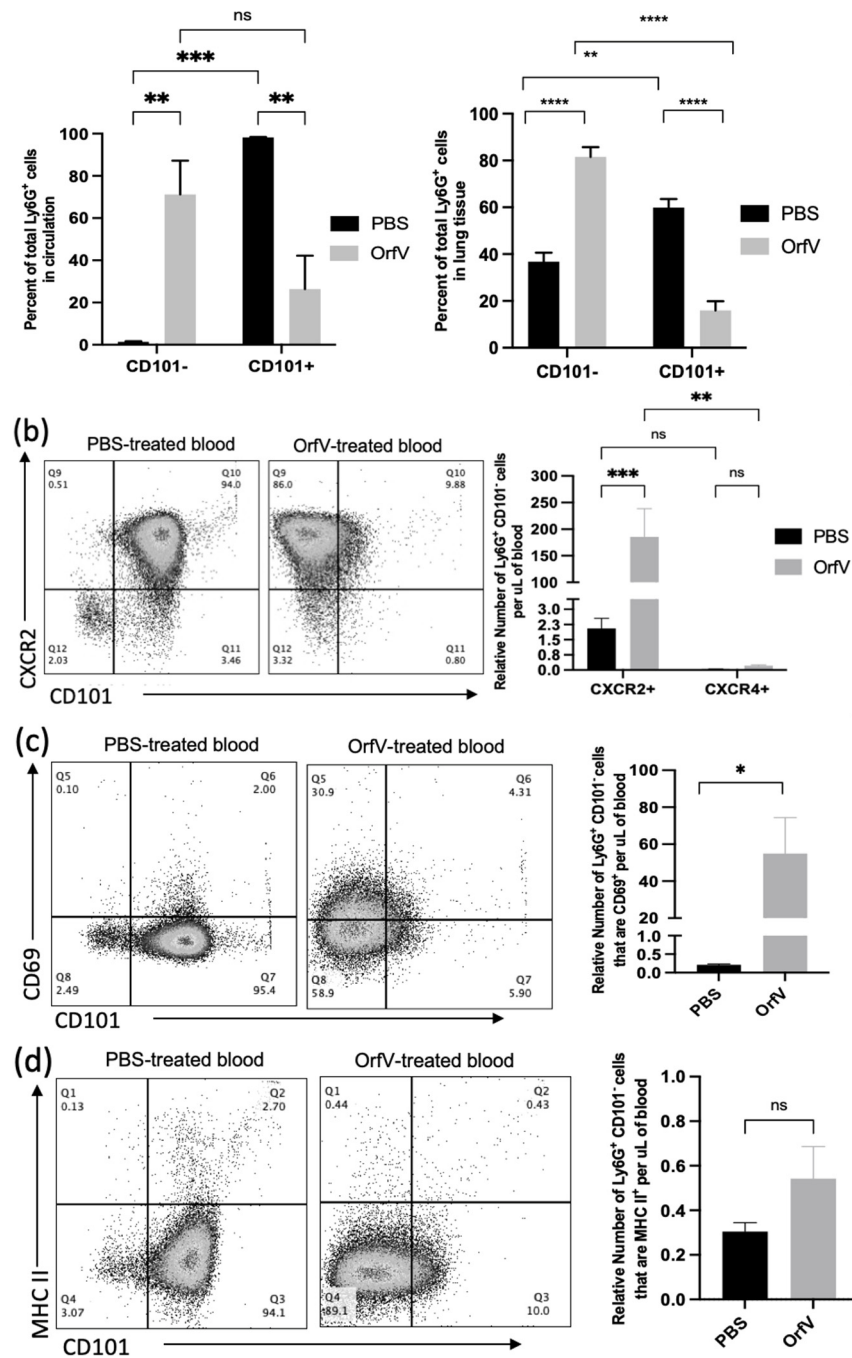 ns
***
**
**
Percent of total Ly6G⁺ cells
in circulation
100
80
60
40
20
0
CD101-
CD101+
PBS
OrfV
****
**
****
****
Percent of total Ly6G⁺ cells
in lung tissue
100
80
60
40
20
0
CD101-
CD101+
PBS
OrfV
(b)
PBS-treated blood
OrfV-treated blood
CXCR2
Q9
0.51
Q10
94.0
Q12
2.03
Q11
3.46
Q9
86.0
Q10
9.88
Q12
3.32
Q11
0.80
CD101
**
ns
***
ns
Relative Number of Ly6G⁺ CD101⁻ cells
per uL of blood
300
250
200
150
100
3.0
2.3
1.5
0.8
0.0
CXCR2+
CXCR4+
PBS
OrfV
(c)
PBS-treated blood
OrfV-treated blood
CD69
Q5
0.10
Q6
2.00
Q8
2.49
Q7
95.4
Q5
30.9
Q6
4.31
Q8
58.9
Q7
5.90
CD101
*
Relative Number of Ly6G⁺ CD101⁻ cells
that are CD69⁺ per uL of blood
100
80
60
40
20
1.0
0.5
0.0
PBS
OrfV
(d)
PBS-treated blood
OrfV-treated blood
MHC II
Q1
0.13
Q2
2.70
Q4
3.07
Q3
94.1
Q1
0.44
Q2
0.43
Q4
89.1
Q3
10.0
CD101
ns
Relative Number of Ly6G⁺ CD101⁻ cells
that are MHC II⁺ per uL of blood
1.0
0.8
0.6
0.4
0.2
0.0
PBS
OrfV